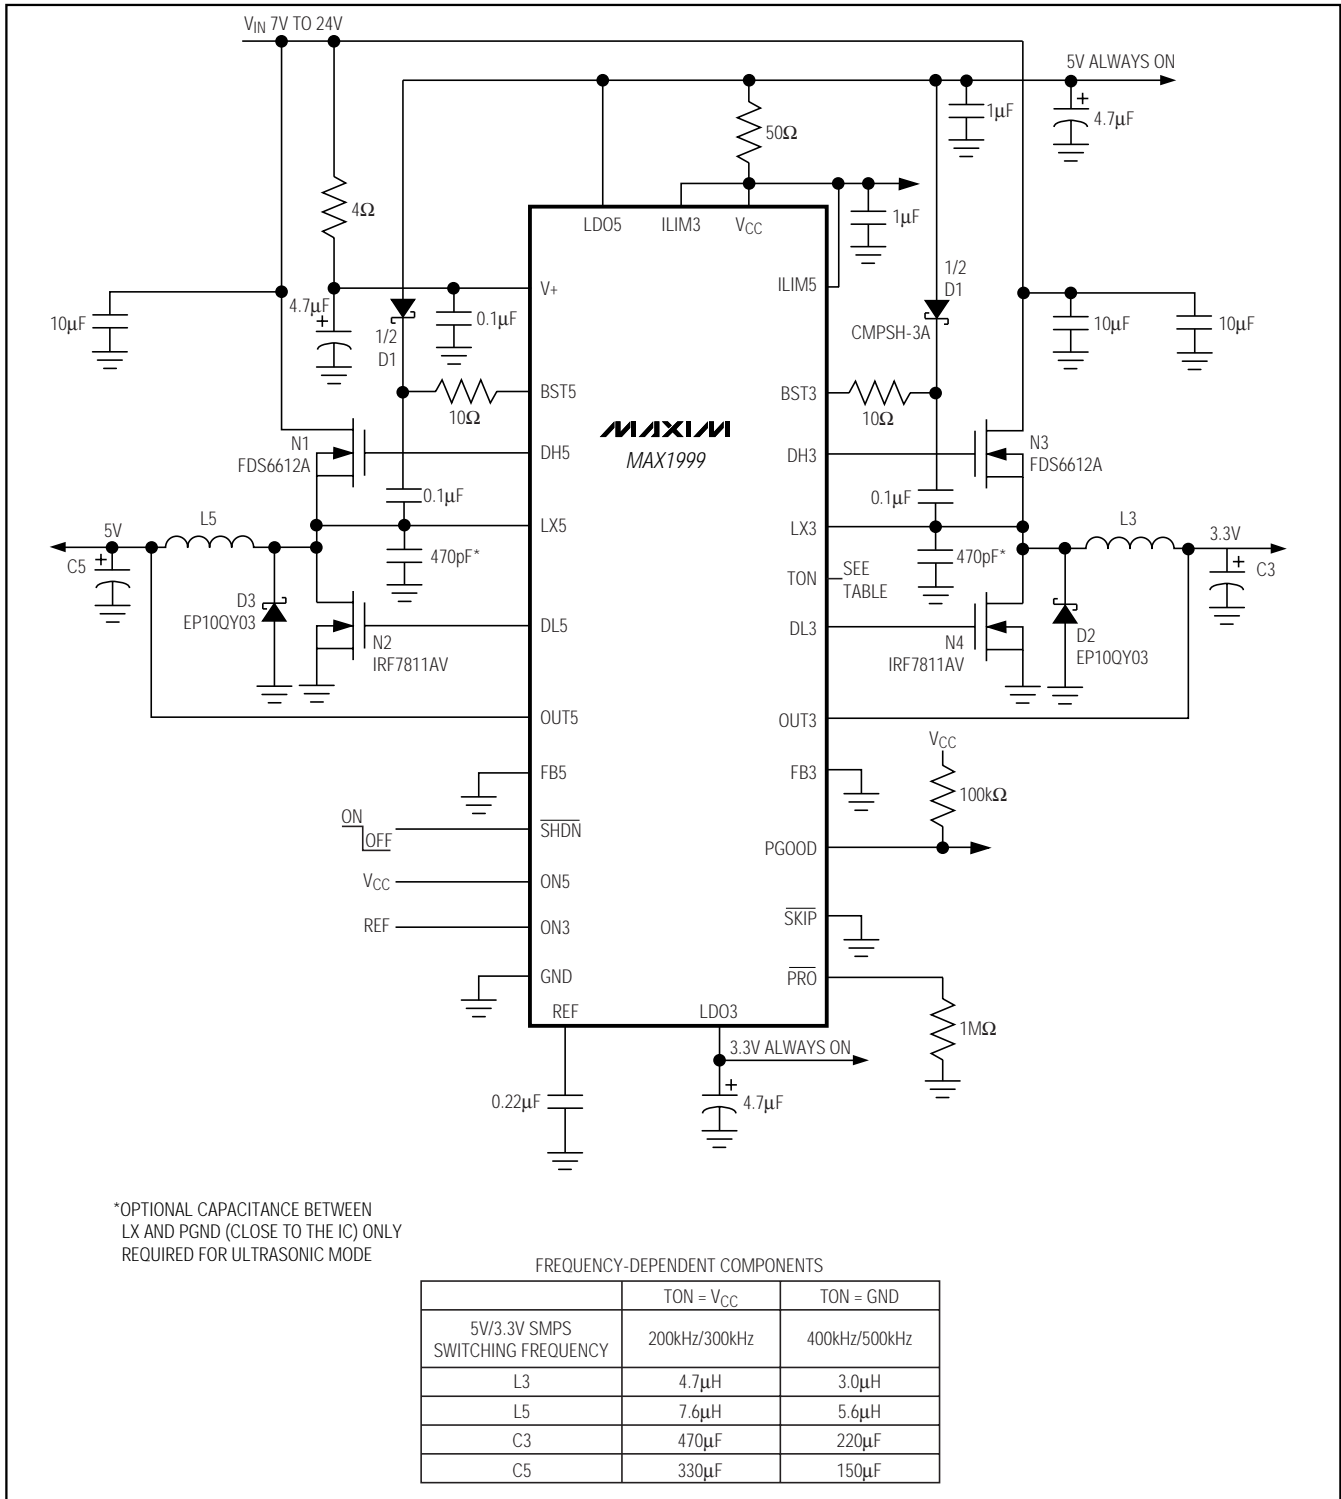 VIN 7V TO 24V
5V ALWAYS ON
1μF
+
4.7μF
50Ω
4Ω
1μF
LDO5
ILIM3
VCC
ILIM5
1/2
D1
CMPSH-3A
V+
4.7μF
+
0.1μF
10μF
1/2
D1
10μF
10μF
BST5
10Ω
BST3
10Ω
MAXIM
MAX1999
N1
FDS6612A
DH5
DH3
N3
FDS6612A
0.1μF
0.1μF
LX5
LX3
5V
L5
L3
3.3V
C5
+
470pF*
470pF*
+
C3
TON
SEE
TABLE
D3
EP10QY03
N2
IRF7811AV
DL5
DL3
N4
IRF7811AV
D2
EP10QY03
OUT5
OUT3
FB5
FB3
VCC
100kΩ
ON
OFF
SHDN
PGOOD
VCC
ON5
REF
ON3
SKIP
GND
PRO
REF
LDO3
1MΩ
3.3V ALWAYS ON
0.22μF
+
4.7μF
*OPTIONAL CAPACITANCE BETWEEN
LX AND PGND (CLOSE TO THE IC) ONLY
REQUIRED FOR ULTRASONIC MODE
FREQUENCY-DEPENDENT COMPONENTS
TON = VCC TON = GND
5V/3.3V SMPS
SWITCHING FREQUENCY 200kHz/300kHz 400kHz/500kHz
L3 4.7μH 3.0μH
L5 7.6μH 5.6μH
C3 470μF 220μF
C5 330μF 150μF